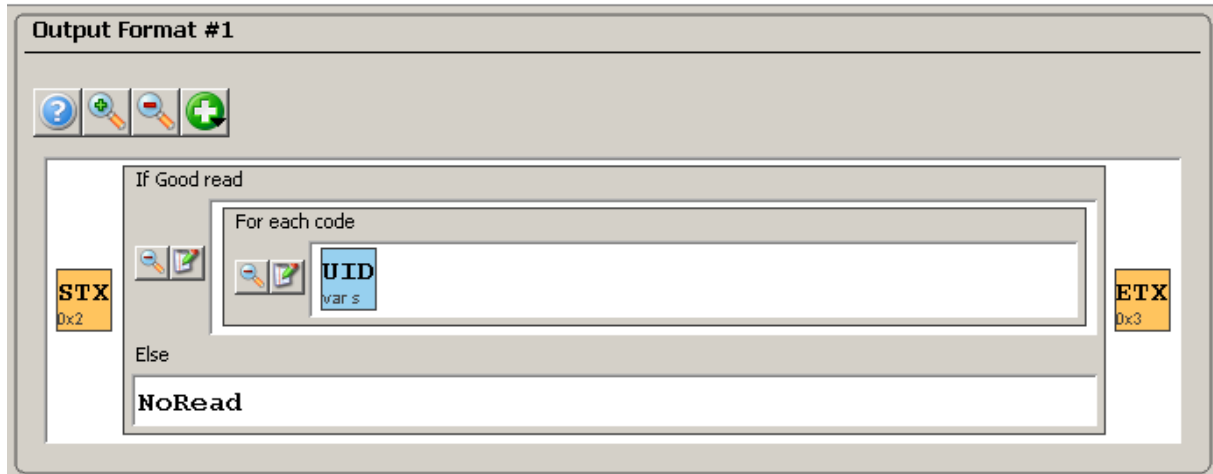 Output Format #1
If Good read
For each code
UID
var s
STX
0x2
ETX
0x3
Else
NoRead